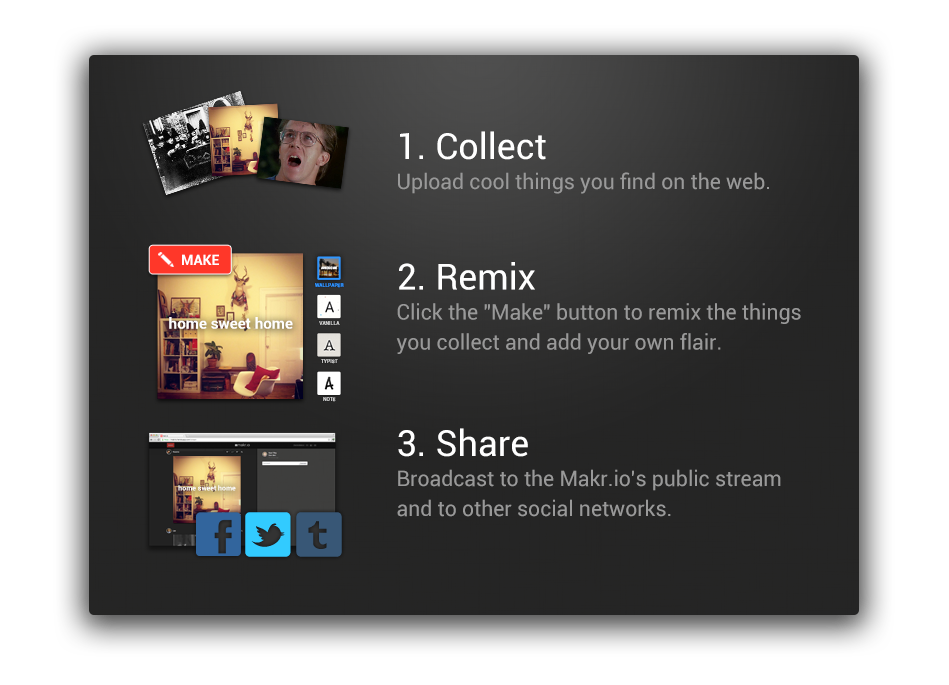 1. Collect
Upload cool things you find on the web.
MAKE
home sweet home
WALLPAPER
A
VANILLA
A
TYPWT
A
NOTE
2. Remix
Click the "Make" button to remix the things
you collect and add your own flair.
home sweet home
f
t
3. Share
Broadcast to the Makr.io's public stream
and to other social networks.